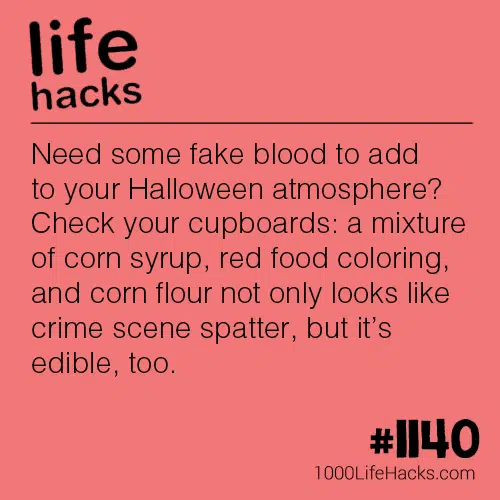 life
hacks
Need some fake blood to add
to your Halloween atmosphere?
Check your cupboards: a mixture
of corn syrup, red food coloring,
and corn flour not only looks like
crime scene spatter, but it’s
edible, too.
#1140
1000LifeHacks.com